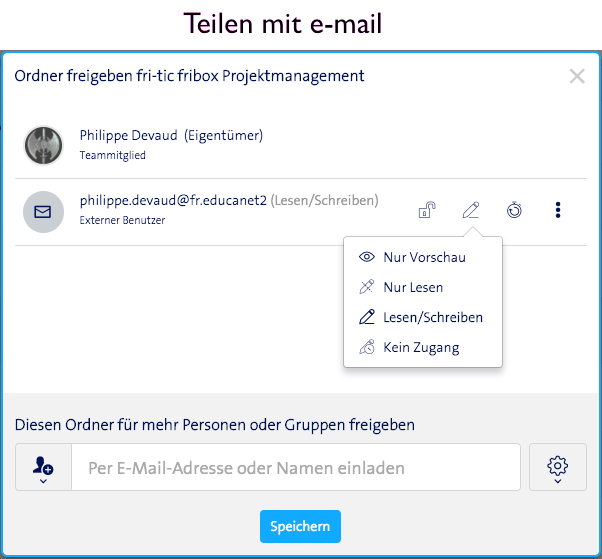 Teilen mit e-mail
Ordner freigeben fri-tic fribox Projektmanagement
Philippe Devaud (Eigentümer)
Teammitglied
philippe.devaud@fr.educanet2 (Lesen/Schreiben)
Externer Benutzer
Nur Vorschau
Nur Lesen
Lesen/Schreiben
Kein Zugang
Diesen Ordner für mehr Personen oder Gruppen freigeben
Per E-Mail-Adresse oder Namen einladen
Speichern